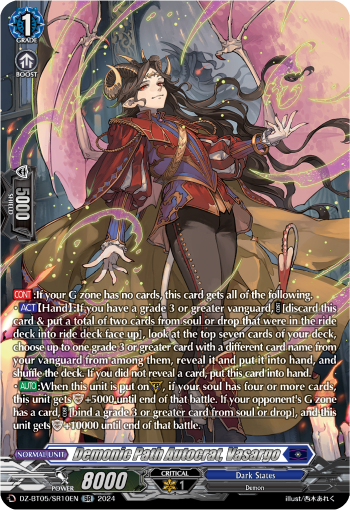 1
GRADE
BOOST
5000
SHIELD
CONT:If your G zone has no cards, this card gets all of the following.
・ACT[Hand]:If you have a grade 3 or greater vanguard, [discard this
card & put a total of two cards from soul or drop that were in the ride
deck into ride deck face up], look at the top seven cards of your deck,
choose up to one grade 3 or greater card with a different card name from
your vanguard from among them, reveal it and put it into hand, and
shuffle the deck. If you did not reveal a card, put this card into hand.
・AUTO:When this unit is put on , if your soul has four or more cards,
this unit gets +5000 until end of that battle. If your opponent's G zone
has a card, [bind a grade 3 or greater card from soul or drop], and this
unit gets +10000 until end of that battle.
NORMAL UNIT
Demonic Path Autocrat, Vasargo
POWER
8000
CRITICAL
1
Dark States
Demon
DZ-BT05/SR10EN SR 2024
illust/西木あれく